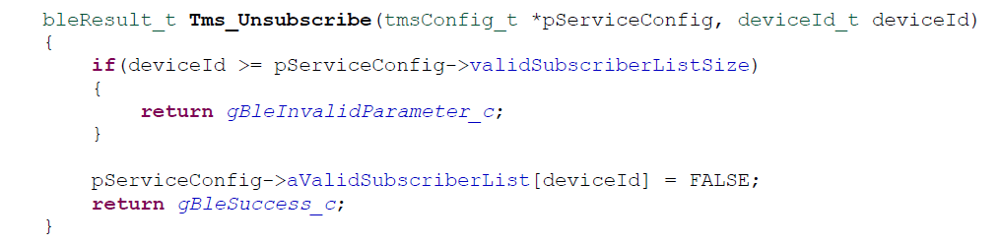 bleResult_t Tms_Unsubscribe(tmsConfig_t *pServiceConfig, deviceId_t deviceId)
{
    if(deviceId >= pServiceConfig->validSubscriberListSize)
    {
        return gBleInvalidParameter_c;
    }

    pServiceConfig->aValidSubscriberList[deviceId] = FALSE;
    return gBleSuccess_c;
}